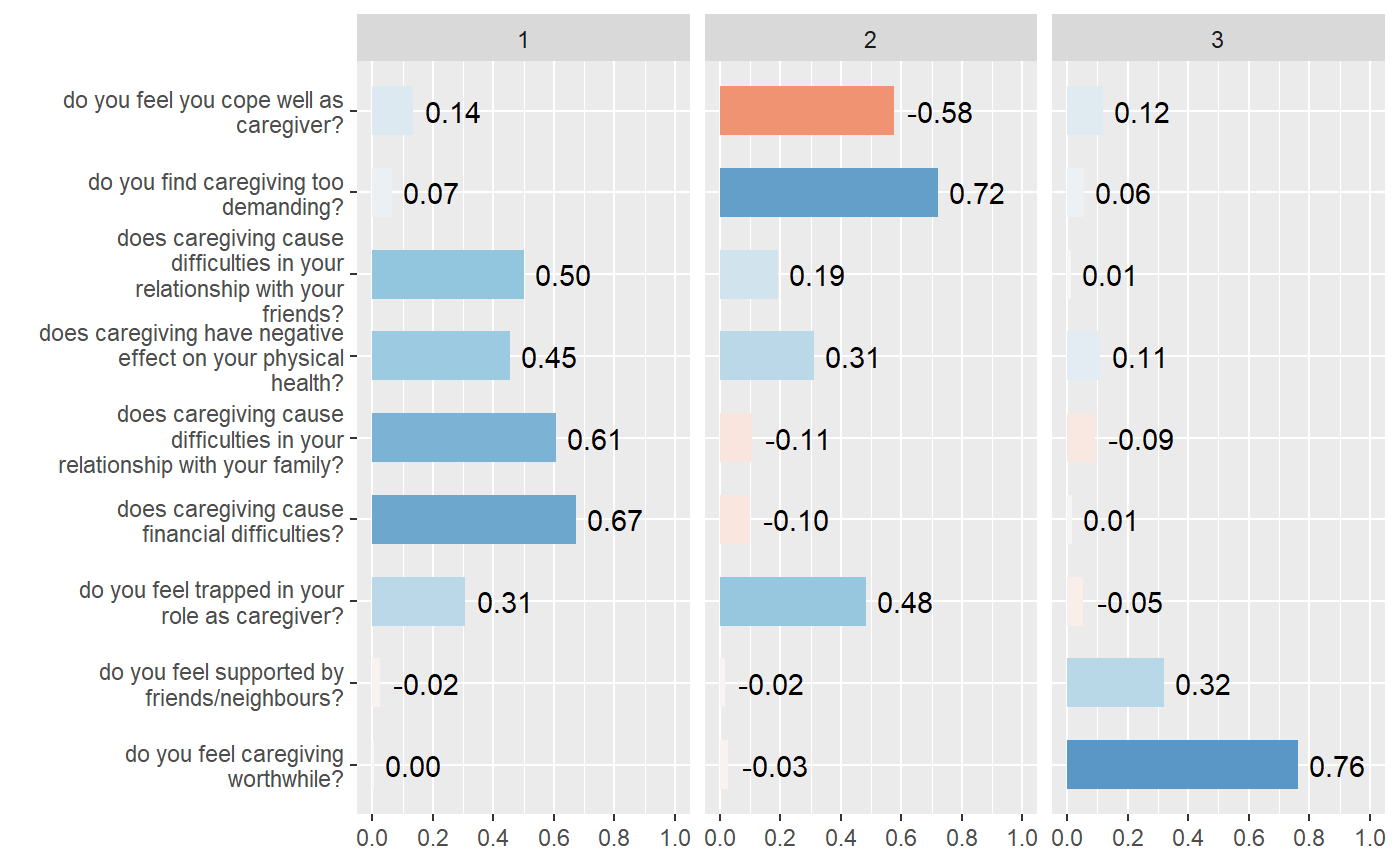 1
2
3
do you feel you cope well as
caregiver?
0.14
-0.58
0.12
do you find caregiving too
demanding?
0.07
0.72
0.06
does caregiving cause
difficulties in your
relationship with your
friends?
0.50
0.19
0.01
does caregiving have negative
effect on your physical
health?
0.45
0.31
0.11
does caregiving cause
difficulties in your
relationship with your family?
0.61
-0.11
-0.09
does caregiving cause
financial difficulties?
0.67
-0.10
0.01
do you feel trapped in your
role as caregiver?
0.31
0.48
-0.05
do you feel supported by
friends/neighbours?
-0.02
-0.02
0.32
do you feel caregiving
worthwhile?
0.00
-0.03
0.76
0.0 0.2 0.4 0.6 0.8 1.0
0.0 0.2 0.4 0.6 0.8 1.0
0.0 0.2 0.4 0.6 0.8 1.0